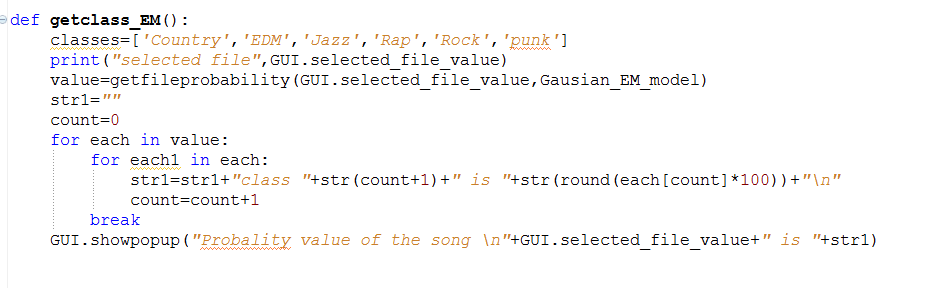 def getclass_EM():
    classes=['Country','EDM','Jazz','Rap','Rock','punk']
    print("selected file",GUI.selected_file_value)
    value=getfileprobability(GUI.selected_file_value,Gausian_EM_model)
    str1=""
    count=0
    for each in value:
        for each1 in each:
            str1=str1+"class "+str(count+1)+" is "+str(round(each[count]*100))+"\n"
            count=count+1
        break
    GUI.showpopup("Probality value of the song \n"+GUI.selected_file_value+" is "+str1)